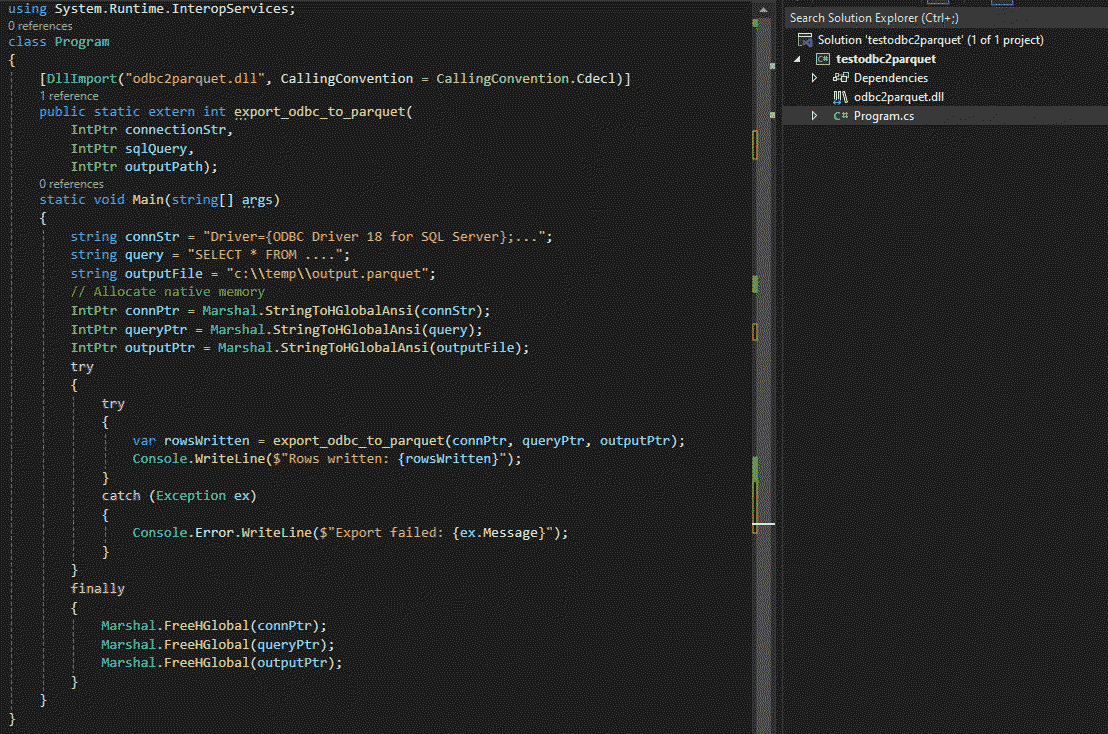 using System.Runtime.InteropServices;
0 references
class Program
{
[DllImport("odbc2parquet.dll", CallingConvention = CallingConvention.Cdecl)]
1 reference
public static extern int export_odbc_to_parquet(
IntPtr connectionStr,
IntPtr sqlQuery,
IntPtr outputPath);
0 references
static void Main(string[] args)
{
string connStr = "Driver={ODBC Driver 18 for SQL Server};...";
string query = "SELECT * FROM ....";
string outputFile = "c:\\temp\\output.parquet";
// Allocate native memory
IntPtr connPtr = Marshal.StringToHGlobalAnsi(connStr);
IntPtr queryPtr = Marshal.StringToHGlobalAnsi(query);
IntPtr outputPtr = Marshal.StringToHGlobalAnsi(outputFile);
try
{
try
{
var rowsWritten = export_odbc_to_parquet(connPtr, queryPtr, outputPtr);
Console.WriteLine($"Rows written: {rowsWritten}");
}
catch (Exception ex)
{
Console.Error.WriteLine($"Export failed: {ex.Message}");
}
}
finally
{
Marshal.FreeHGlobal(connPtr);
Marshal.FreeHGlobal(queryPtr);
Marshal.FreeHGlobal(outputPtr);
}
}
}
Search Solution Explorer (Ctrl+;)
Solution 'testodbc2parquet' (1 of 1 project)
C# testodbc2parquet
Dependencies
odbc2parquet.dll
C# Program.cs